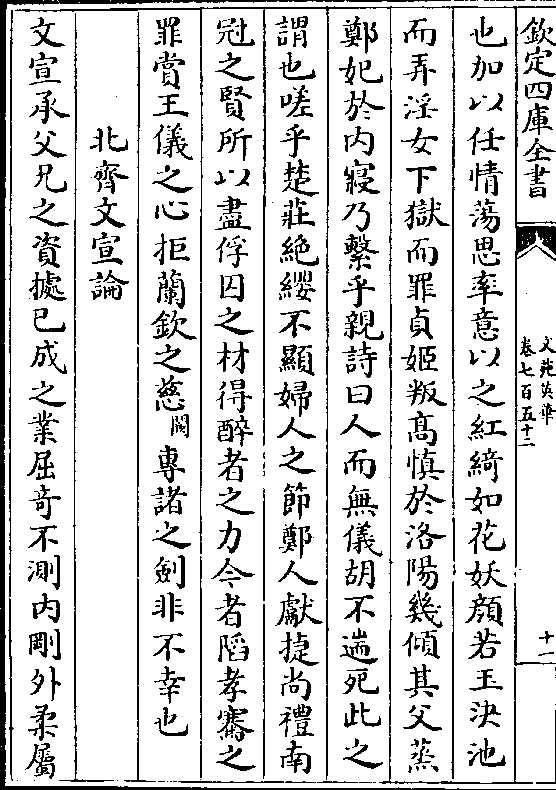 欽定四庫全書
文苑英華
卷七百五十二
十一
也加以任情蕩思率意以之紅綺如花妖顔若玉決池
而弄淫女下獄而罪貞姬叛髙慎於洛陽幾傾其父蒸
鄭妃於内寢乃繫乎親詩曰人而無儀胡不遄死此之
謂也嗟乎楚莊絶纓不顯婦人之節鄭人獻捷尚禮南
冠之賢所以盡俘囚之材得醉者之力今者陷孝審之
罪賞王儀之心拒蘭欽之慈闕專諸之劍非不幸也
北齊文宣論
文宣承父兄之資㨿已成之業屈竒不測内剛外柔屬